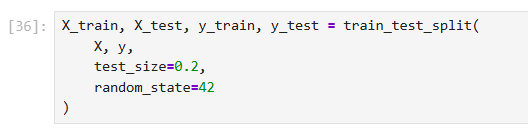 [36]: X_train, X_test, y_train, y_test = train_test_split(
    X, y,
    test_size=0.2,
    random_state=42
)